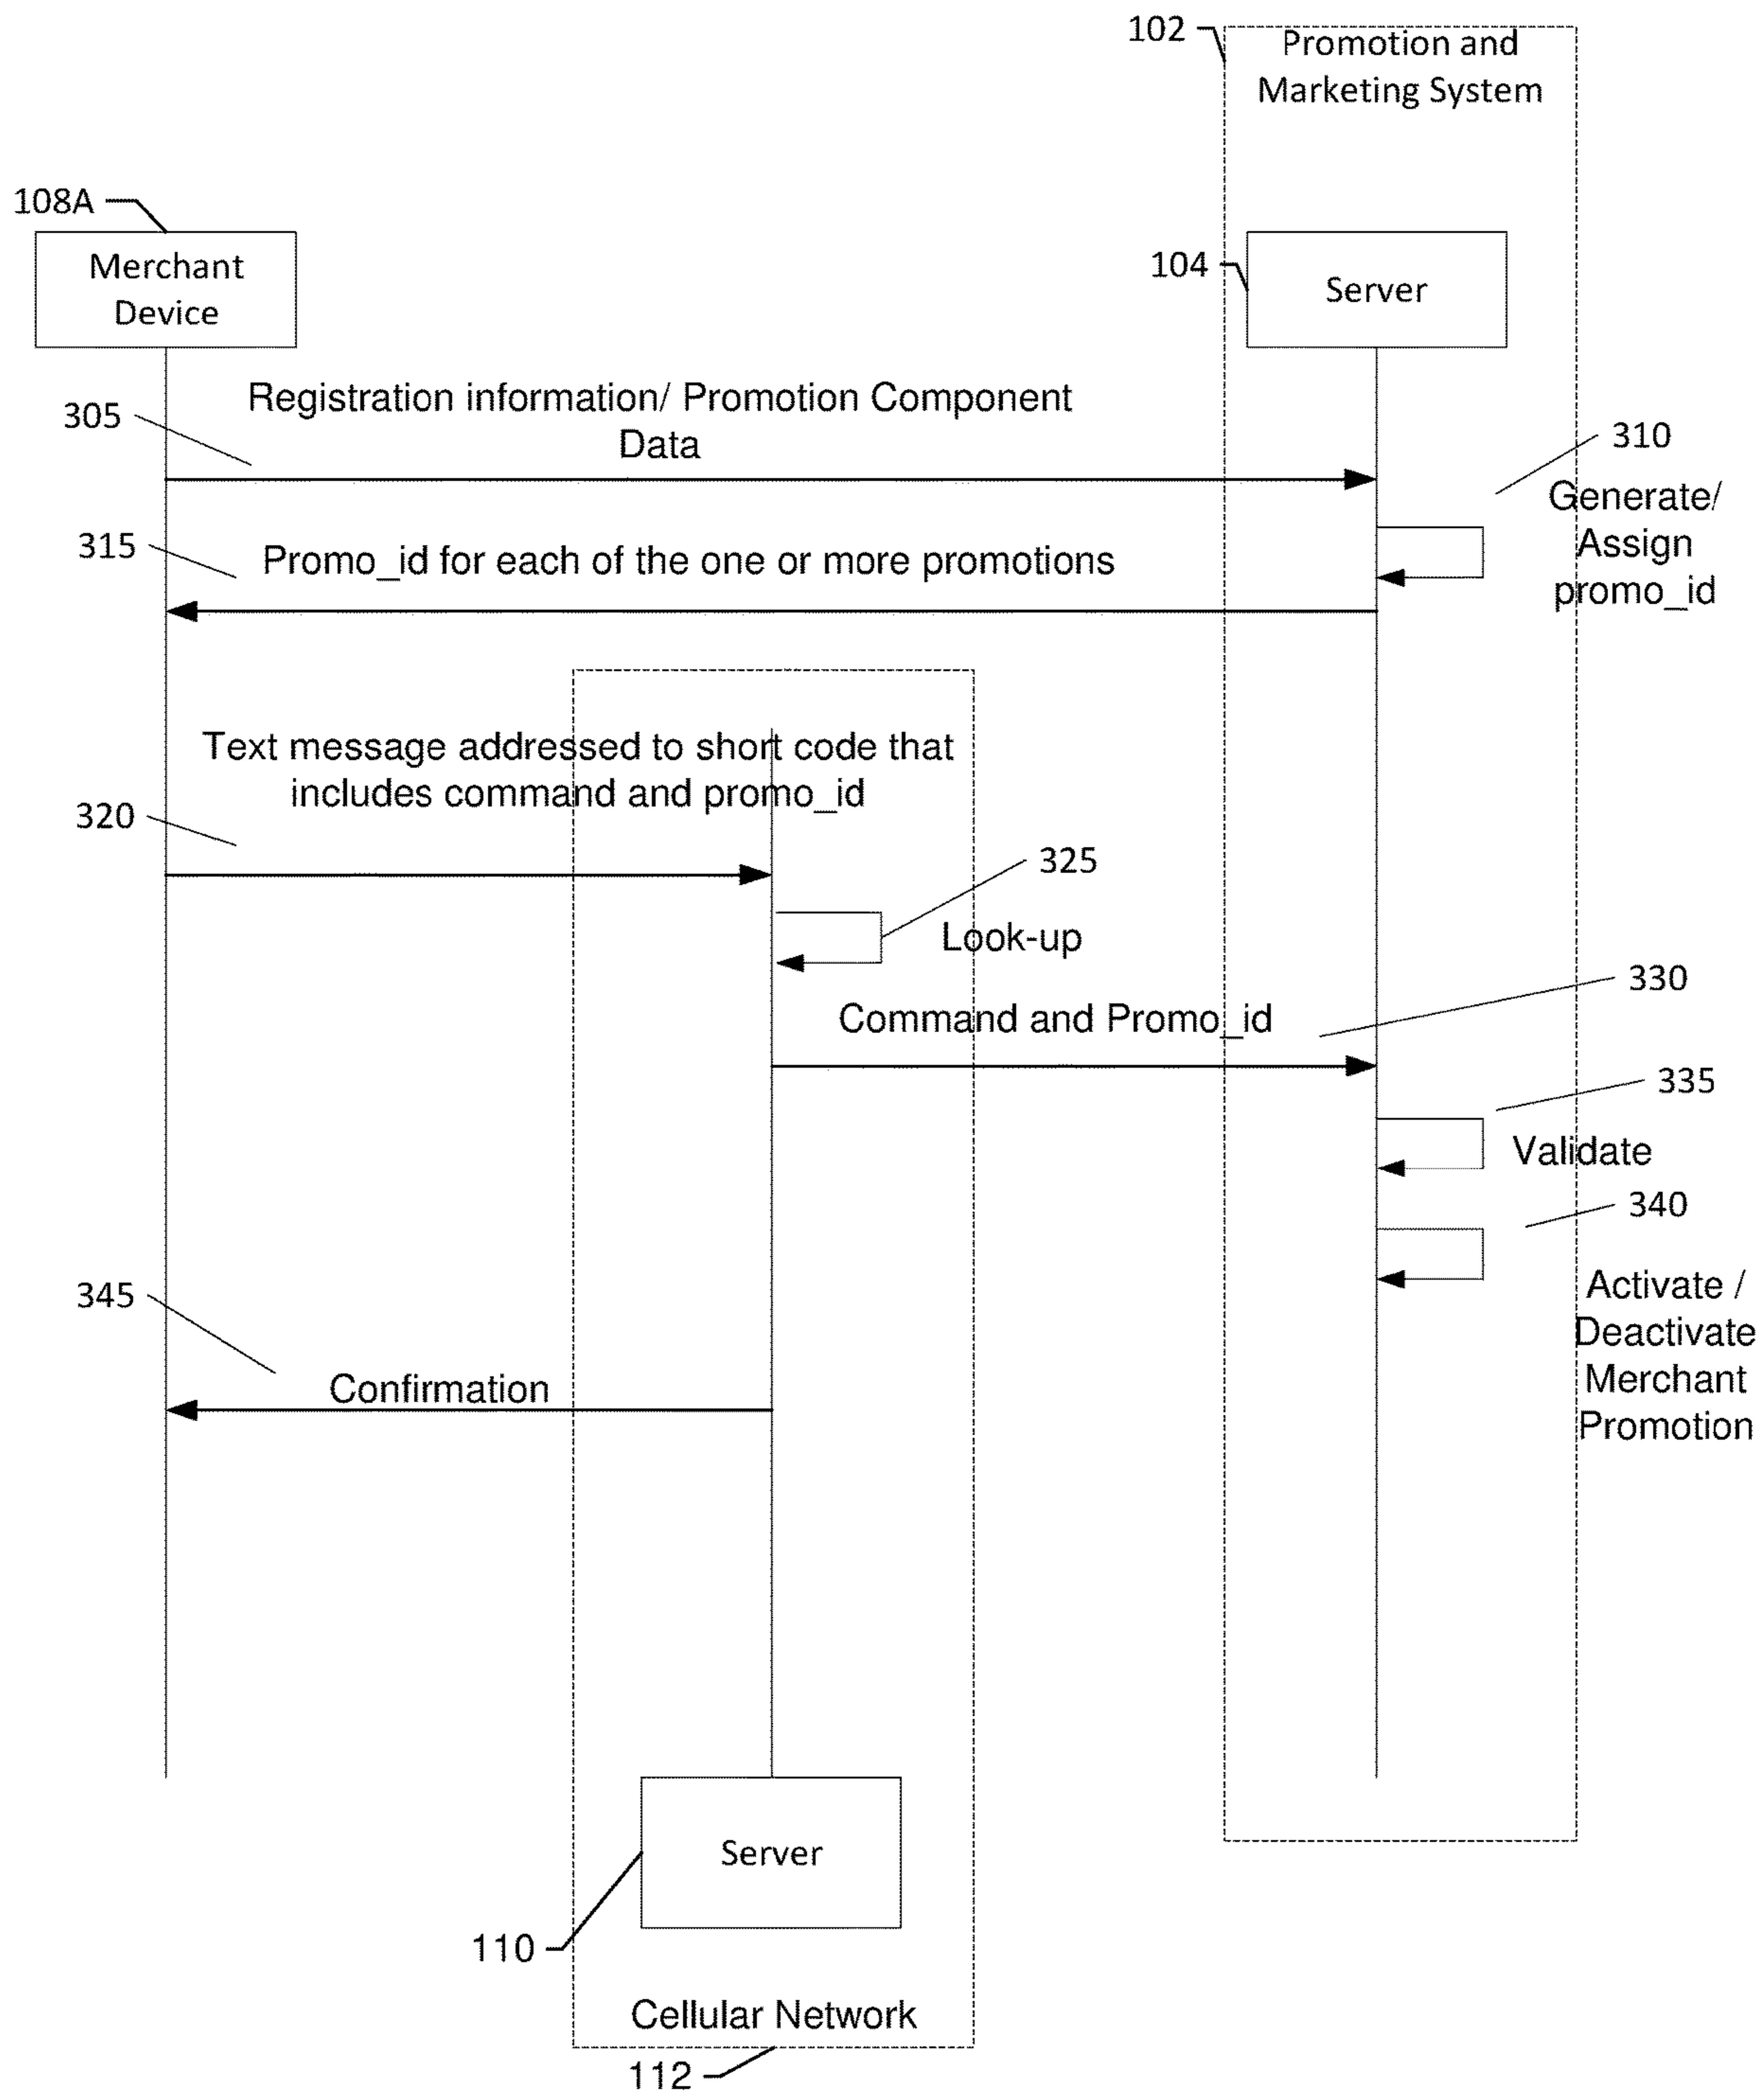 102
Promotion and
Marketing System
108A
Merchant
Device
104
Server
305
Registration information/ Promotion Component
Data
310
Generate/
Assign
promo_id
315
Promo_id for each of the one or more promotions
Text message addressed to short code that
includes command and promo_id
320
325
Look-up
330
Command and Promo_id
335
Validate
340
Activate /
Deactivate
Merchant
Promotion
345
Confirmation
Server
110
Cellular Network
112